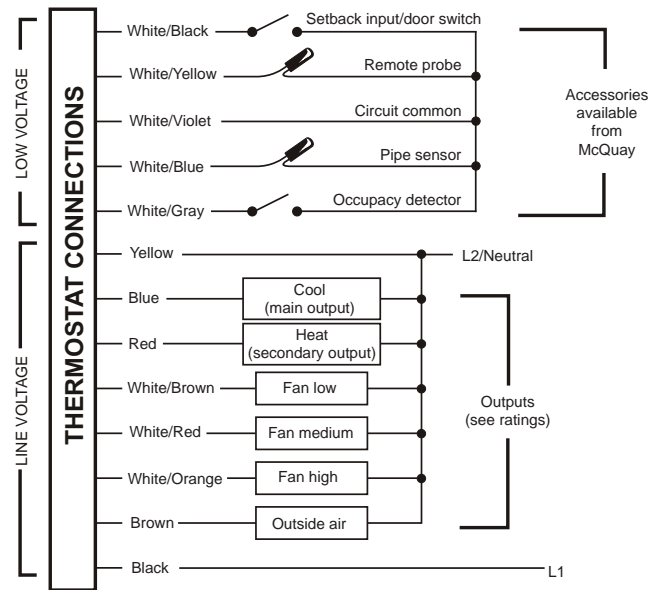 THERMOSTAT CONNECTIONS
LOW VOLTAGE
White/Black
Setback input/door switch
White/Yellow
Remote probe
White/Violet
Circuit common
White/Blue
Pipe sensor
White/Gray
Occupancy detector
Accessories
available
from
McQuay
LINE VOLTAGE
Yellow
L2/Neutral
Blue
Cool
(main output)
Red
Heat
(secondary output)
White/Brown
Fan low
White/Red
Fan medium
White/Orange
Fan high
Brown
Outside air
Outputs
(see ratings)
Black
L1